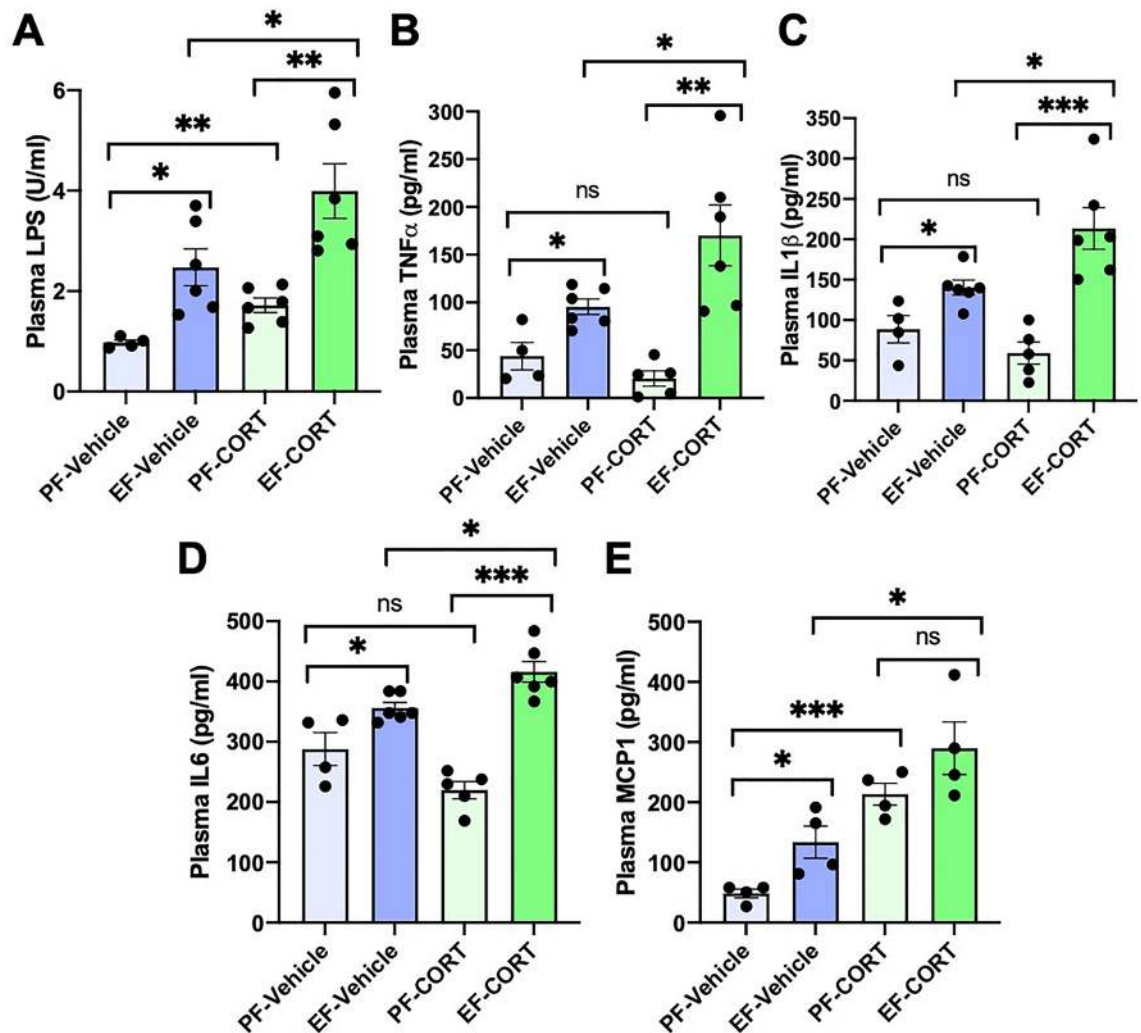 A
*
**
**
*
Plasma LPS (U/ml)
6
4
2
0
PF-Vehicle
EF-Vehicle
PF-CORT
EF-CORT
B
*
**
ns
*
Plasma TNFα (pg/ml)
300
250
200
150
100
50
0
PF-Vehicle
EF-Vehicle
PF-CORT
EF-CORT
C
*
***
ns
*
Plasma IL1β (pg/ml)
350
300
250
200
150
100
50
0
PF-Vehicle
EF-Vehicle
PF-CORT
EF-CORT
D
*
***
ns
*
Plasma IL6 (pg/ml)
500
400
300
200
100
0
PF-Vehicle
EF-Vehicle
PF-CORT
EF-CORT
E
*
ns
***
*
Plasma MCP1 (pg/ml)
500
400
300
200
100
0
PF-Vehicle
EF-Vehicle
PF-CORT
EF-CORT